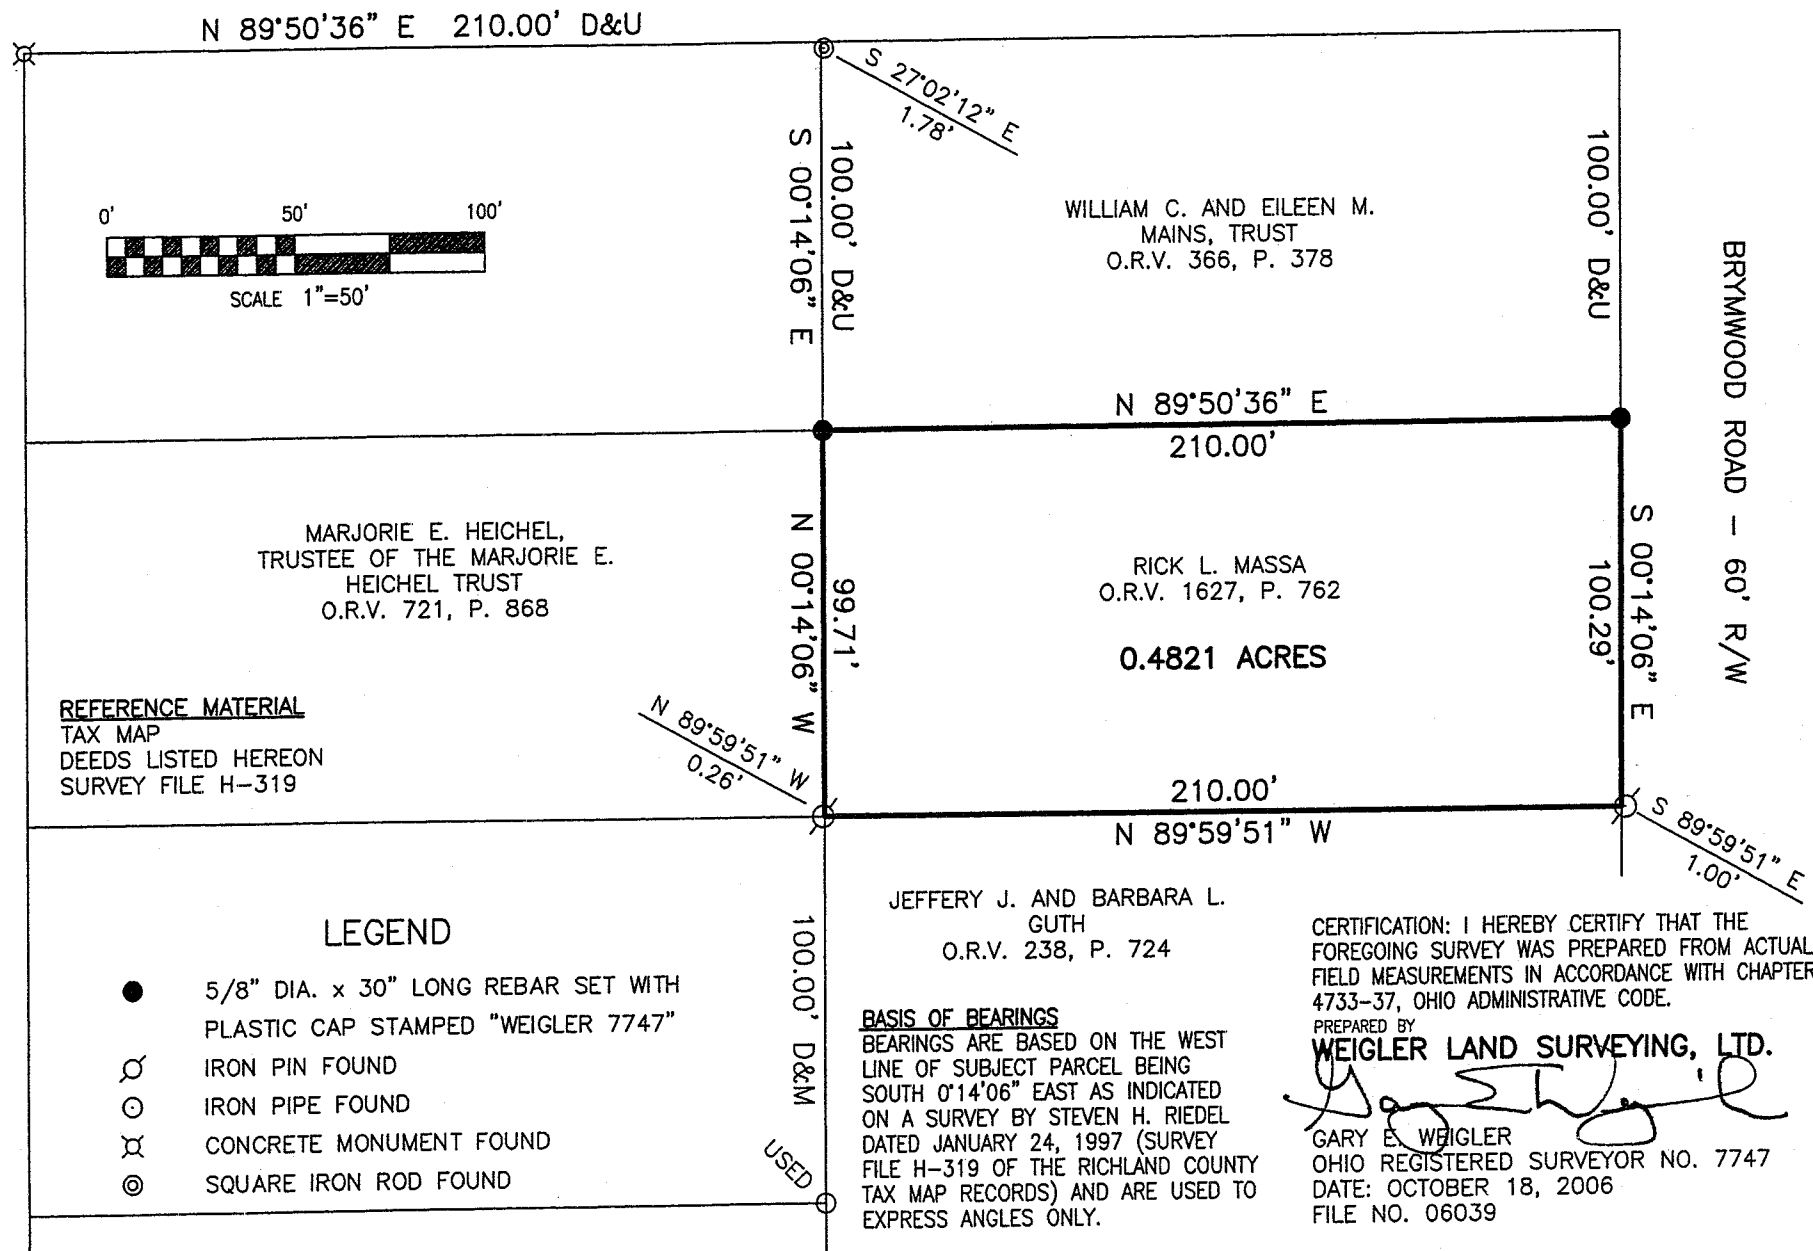 N 89°50'36" E 210.00' D&U
S 27°02'12" E
1.78'
100.00' D&U
S 00°14'06" E
100.00' D&U
0' 50' 100'
SCALE 1"=50'
WILLIAM C. AND EILEEN M.
MAINS, TRUST
O.R.V. 366, P. 378
BRYMWOOD ROAD - 60' R/W
N 89°50'36" E
210.00'
MARJORIE E. HEICHEL,
TRUSTEE OF THE MARJORIE E.
HEICHEL TRUST
O.R.V. 721, P. 868
N 00°14'06" W
99.71'
RICK L. MASSA
O.R.V. 1627, P. 762
0.4821 ACRES
S 00°14'06" E
100.29'
REFERENCE MATERIAL
TAX MAP
DEEDS LISTED HEREON
SURVEY FILE H-319
N 89°59'51" W
0.26'
210.00'
N 89°59'51" W
S 89°59'51" E
1.00'
JEFFERY J. AND BARBARA L.
GUTH
O.R.V. 238, P. 724
100.00' D&M
USED
LEGEND
5/8" DIA. x 30" LONG REBAR SET WITH
PLASTIC CAP STAMPED "WEIGLER 7747"
IRON PIN FOUND
IRON PIPE FOUND
CONCRETE MONUMENT FOUND
SQUARE IRON ROD FOUND
BASIS OF BEARINGS
BEARINGS ARE BASED ON THE WEST
LINE OF SUBJECT PARCEL BEING
SOUTH 0°14'06" EAST AS INDICATED
ON A SURVEY BY STEVEN H. RIEDEL
DATED JANUARY 24, 1997 (SURVEY
FILE H-319 OF THE RICHLAND COUNTY
TAX MAP RECORDS) AND ARE USED TO
EXPRESS ANGLES ONLY.
CERTIFICATION: I HEREBY CERTIFY THAT THE
FOREGOING SURVEY WAS PREPARED FROM ACTUAL
FIELD MEASUREMENTS IN ACCORDANCE WITH CHAPTER
4733-37, OHIO ADMINISTRATIVE CODE.
PREPARED BY
WEIGLER LAND SURVEYING, LTD.
GARY E. WEIGLER
OHIO REGISTERED SURVEYOR NO. 7747
DATE: OCTOBER 18, 2006
FILE NO. 06039